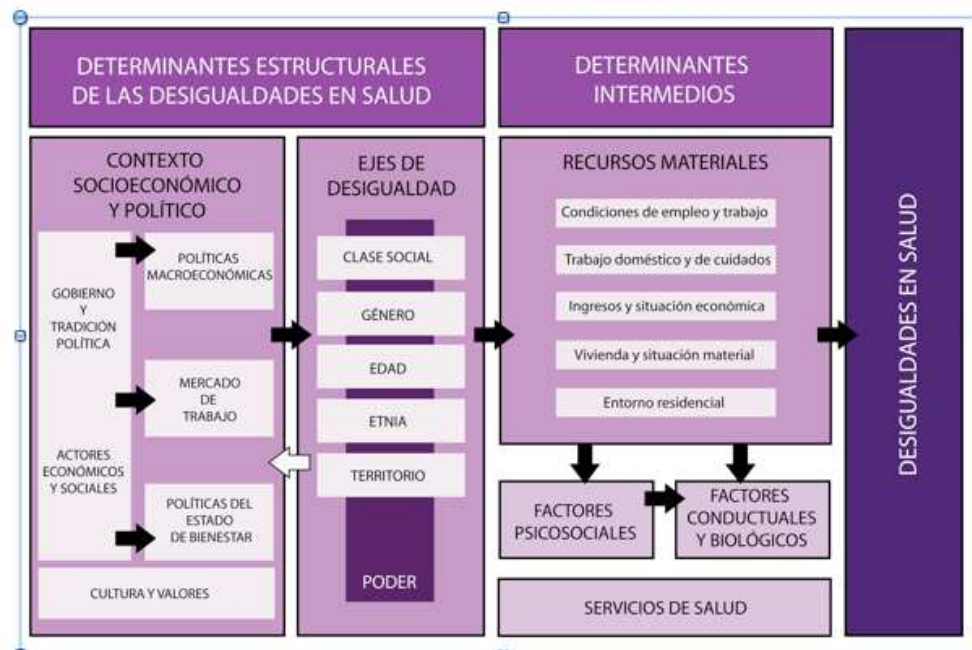 DETERMINANTES ESTRUCTURALES
DE LAS DESIGUALDADES EN SALUD
DETERMINANTES
INTERMEDIOS
CONTEXTO
SOCIOECONÓMICO
Y POLÍTICO
GOBIERNO
Y
TRADICIÓN
POLÍTICA
ACTORES
ECONÓMICOS
Y SOCIALES
POLÍTICAS
MACROECONÓMICAS
MERCADO
DE
TRABAJO
POLÍTICAS DEL
ESTADO
DE BIENESTAR
CULTURA Y VALORES
EJES DE
DESIGUALDAD
CLASE SOCIAL
GÉNERO
EDAD
ETNIA
TERRITORIO
PODER
RECURSOS MATERIALES
Condiciones de empleo y trabajo
Trabajo doméstico y de cuidados
Ingresos y situación económica
Vivienda y situación material
Entorno residencial
FACTORES
PSICOSOCIALES
FACTORES
CONDUCTUALES
Y BIOLÓGICOS
SERVICIOS DE SALUD
DESIGUALDADES EN SALUD